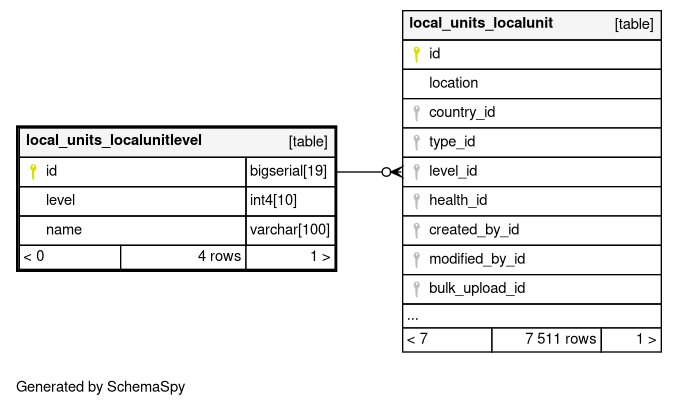 local_units_localunitlevel [table]
id bigserial[19]
level int4[10]
name varchar[100]
< 0 4 rows 1 >
local_units_localunit [table]
id
location
country_id
type_id
level_id
health_id
created_by_id
modified_by_id
bulk_upload_id
...
< 7 7 511 rows 1 >
Generated by SchemaSpy